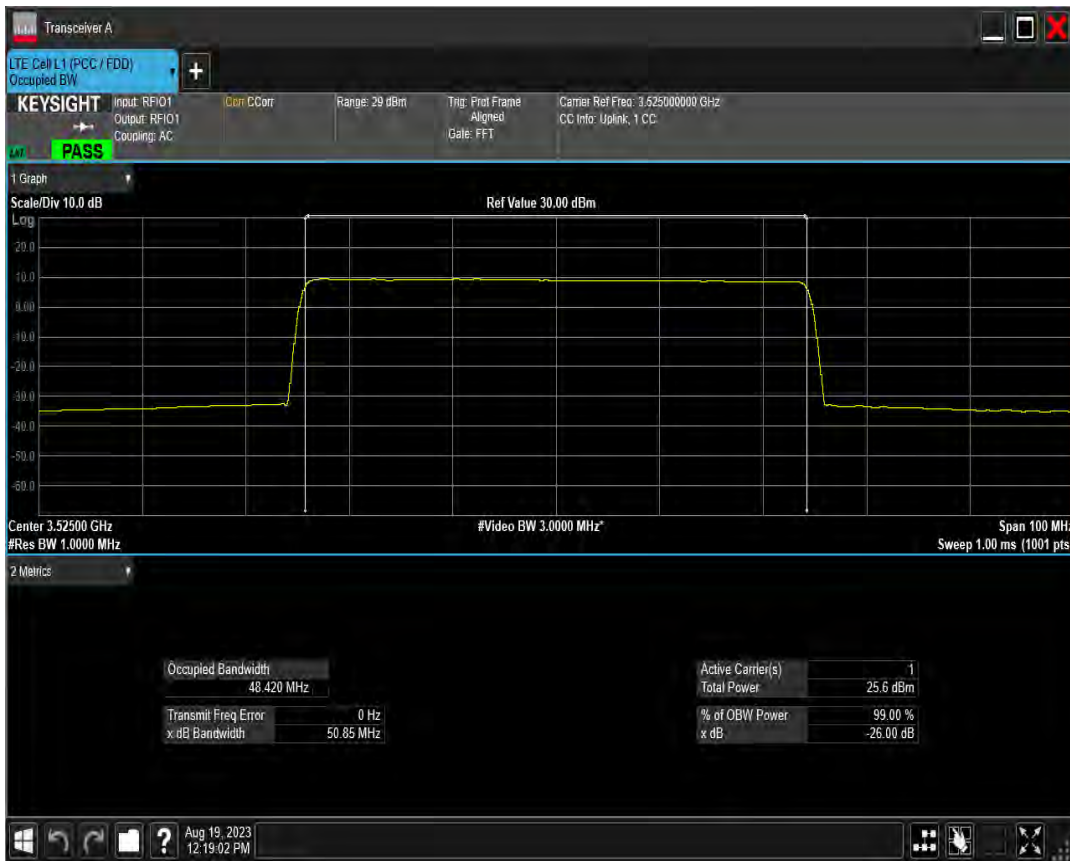 Transceiver A
LTE Cell L1 (PCC / FDD)
Occupied BW
KEYSIGHT
Input: RFIO1
Output: RFIO1
Coupling: AC
Corr CCorr
Range: 29 dBm
Trig: Prot Frame
Aligned
Gate: FFT
Carrier Ref Freq: 3.525000000 GHz
CC Info: Uplink, 1 CC
PASS
1 Graph
Scale/Div 10.0 dB
Ref Value 30.00 dBm
Log
20.0
10.0
0.00
-10.0
-20.0
-30.0
-40.0
-50.0
-60.0
Center 3.52500 GHz
#Video BW 3.0000 MHz*
Span 100 MHz
#Res BW 1.0000 MHz
Sweep 1.00 ms (1001 pts
2 Metrics
Occupied Bandwidth
48.420 MHz
Transmit Freq Error 0 Hz
x dB Bandwidth 50.85 MHz
Active Carrier(s) 1
Total Power 25.6 dBm
% of OBW Power 99.00 %
x dB -26.00 dB
Aug 19, 2023
12:19:02 PM